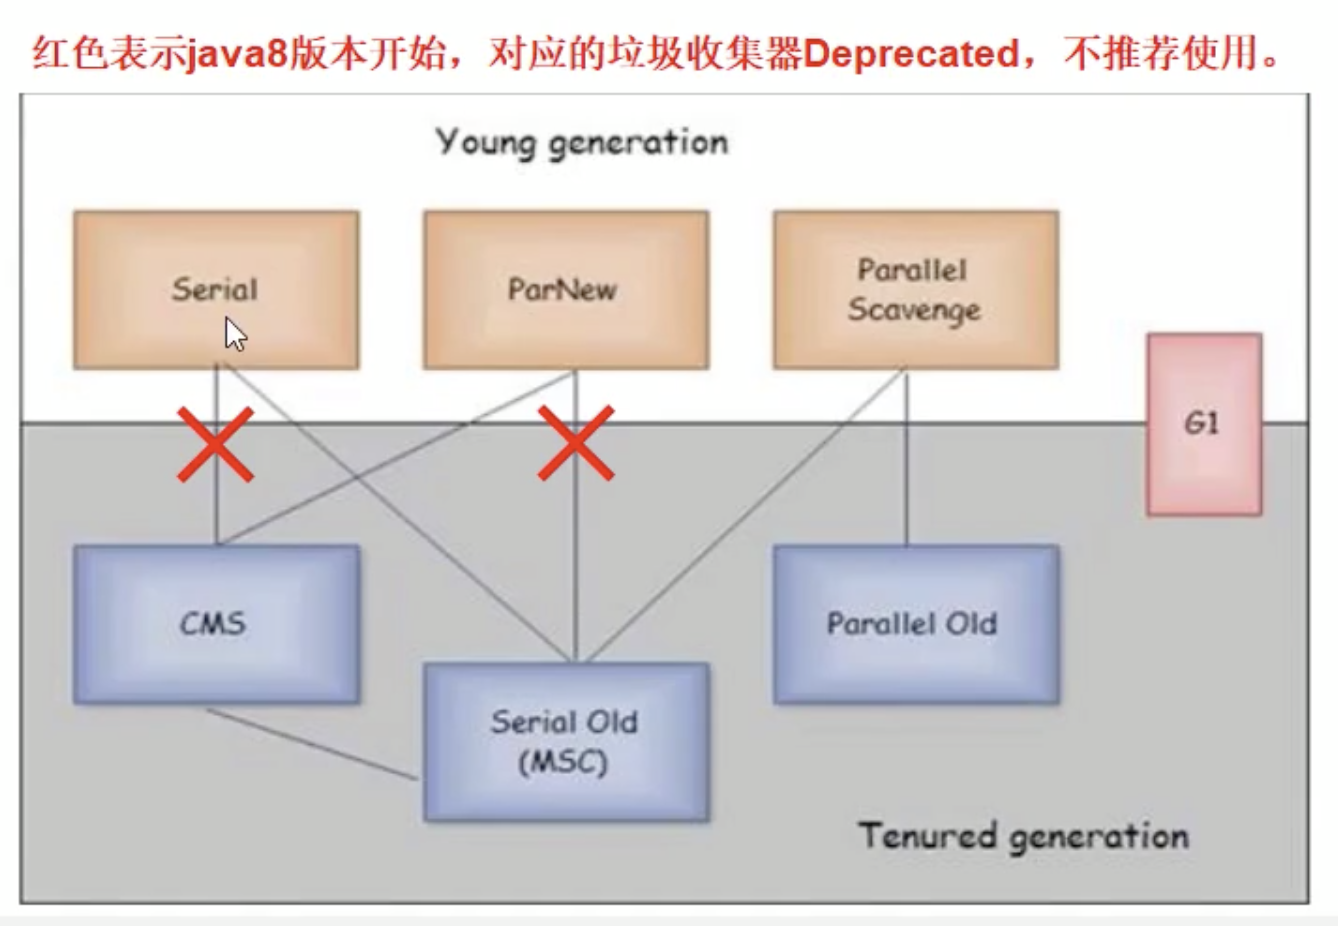 红色表示java8版本开始，对应的垃圾收集器Deprecated，不推荐使用。
Young generation
Serial
ParNew
Parallel
Scavenge
G1
CMS
Parallel Old
Serial Old
(MSC)
Tenured generation